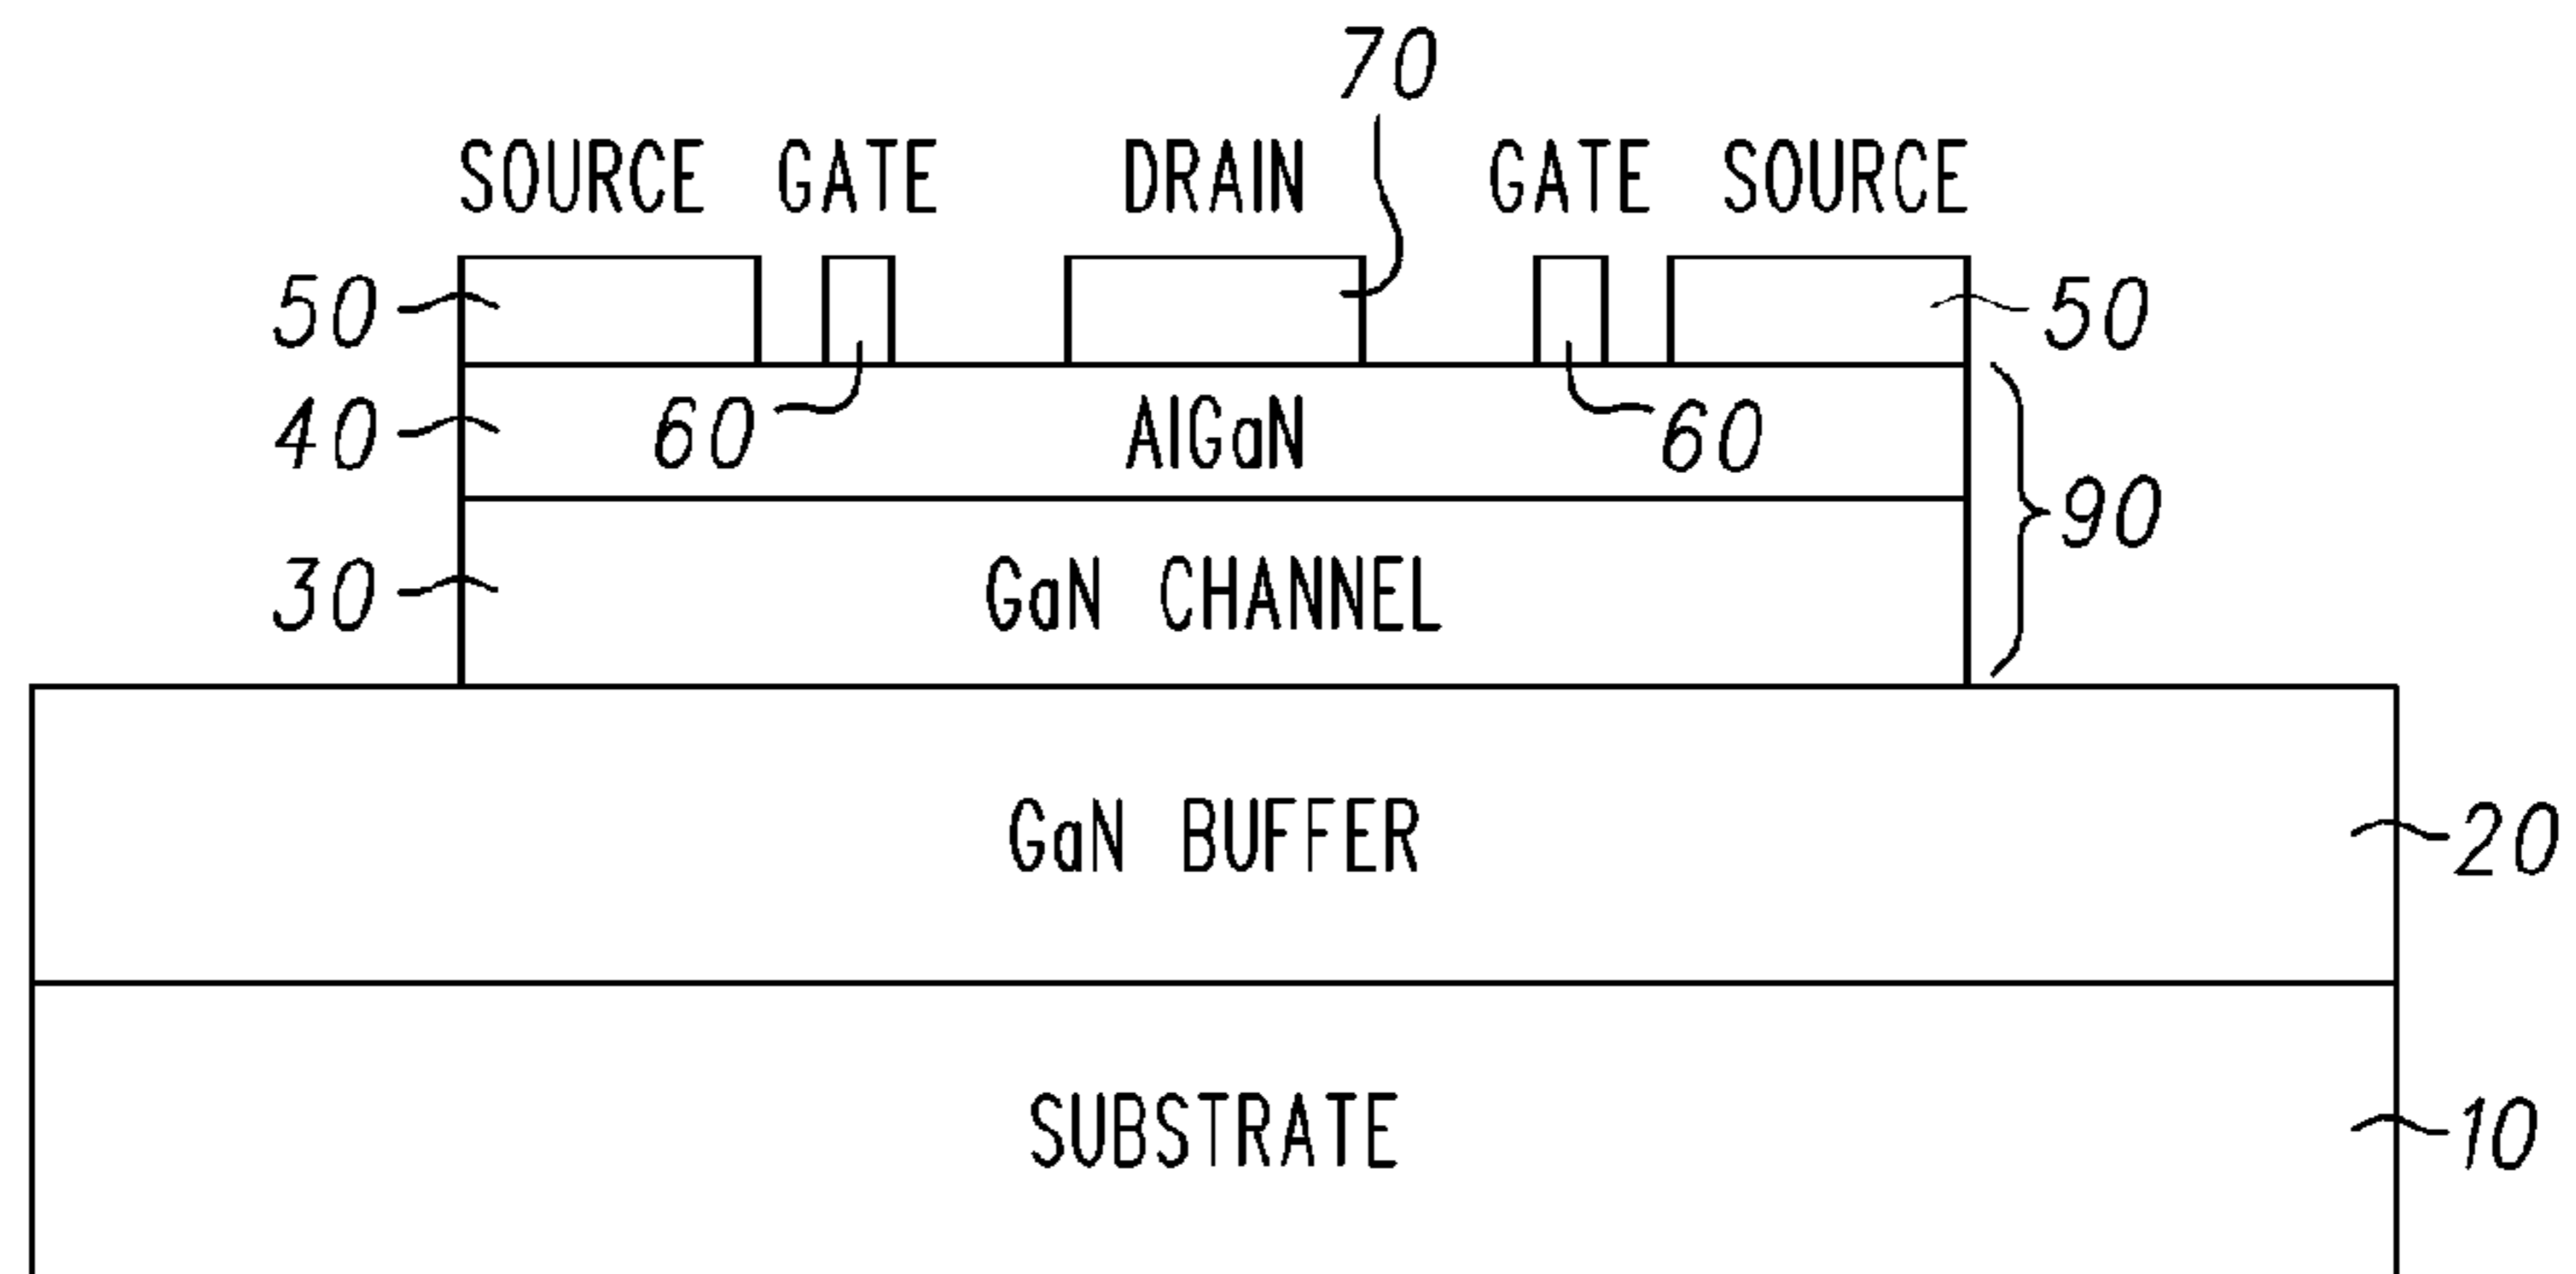 70
SOURCE GATE DRAIN GATE SOURCE
50 50
40 60 AlGaN 60
90
30 GaN CHANNEL
GaN BUFFER 20
SUBSTRATE 10